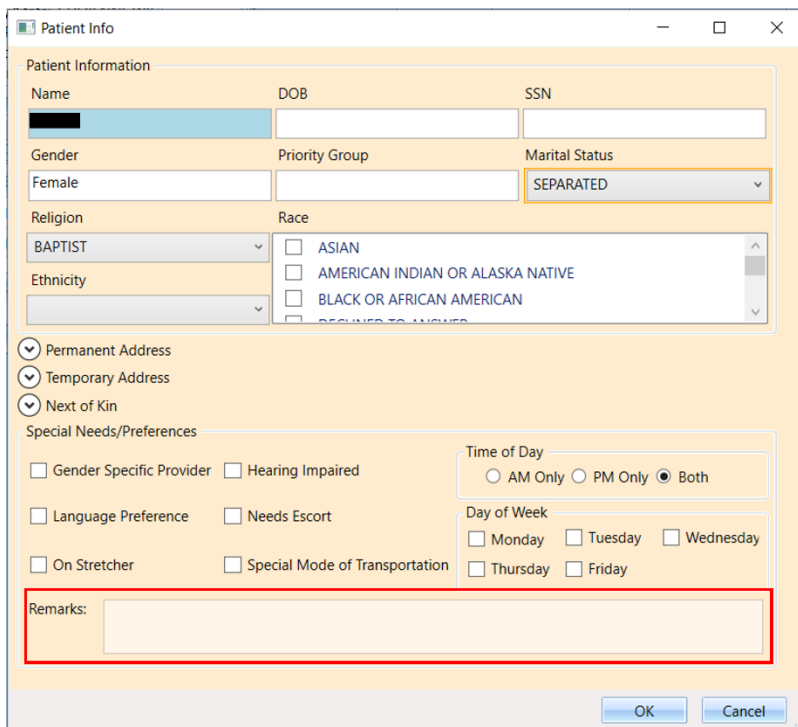 Patient Info
Patient Information
Name DOB SSN
Gender Priority Group Marital Status
Female SEPARATED
Religion Race
BAPTIST ASIAN
AMERICAN INDIAN OR ALASKA NATIVE
Ethnicity
BLACK OR AFRICAN AMERICAN
DECLINED TO ANSWER
Permanent Address
Temporary Address
Next of Kin
Special Needs/Preferences
Time of Day
Gender Specific Provider Hearing Impaired
AM Only PM Only Both
Day of Week
Language Preference Needs Escort
Monday Tuesday Wednesday
On Stretcher Special Mode of Transportation
Thursday Friday
Remarks:
OK Cancel